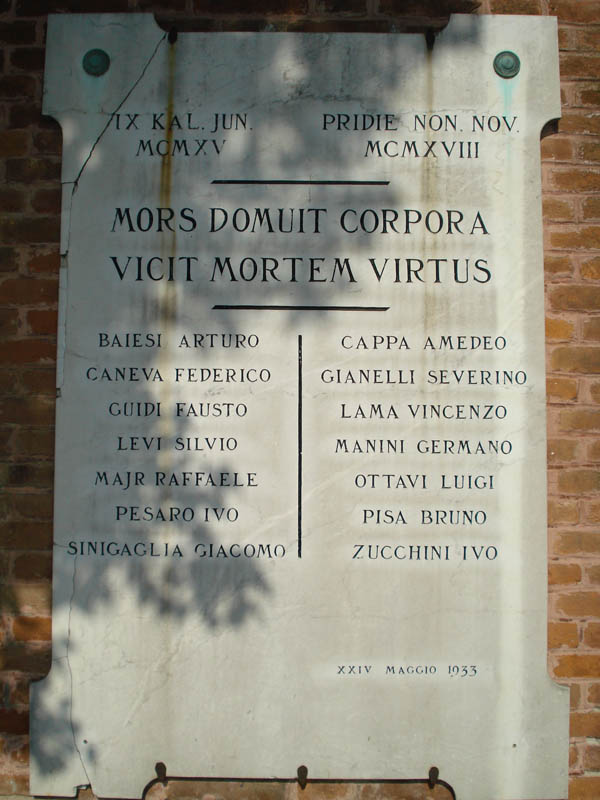 IX KAL. JUN.
MCMXV
PRIDIE NON. NOV.
MCMXVIII
MORS DOMUIT CORPORA
VICIT MORTEM VIRTUS
BAIESI ARTURO
CANEVA FEDERICO
GUIDI FAUSTO
LEVI SILVIO
MAJR RAFFAELE
PESARO IVO
SINIGAGLIA GIACOMO
CAPPA AMEDEO
GIANELLI SEVERINO
LAMA VINCENZO
MANINI GERMANO
OTTAVI LUIGI
PISA BRUNO
ZUCCHINI IVO
XXIV MAGGIO 1933